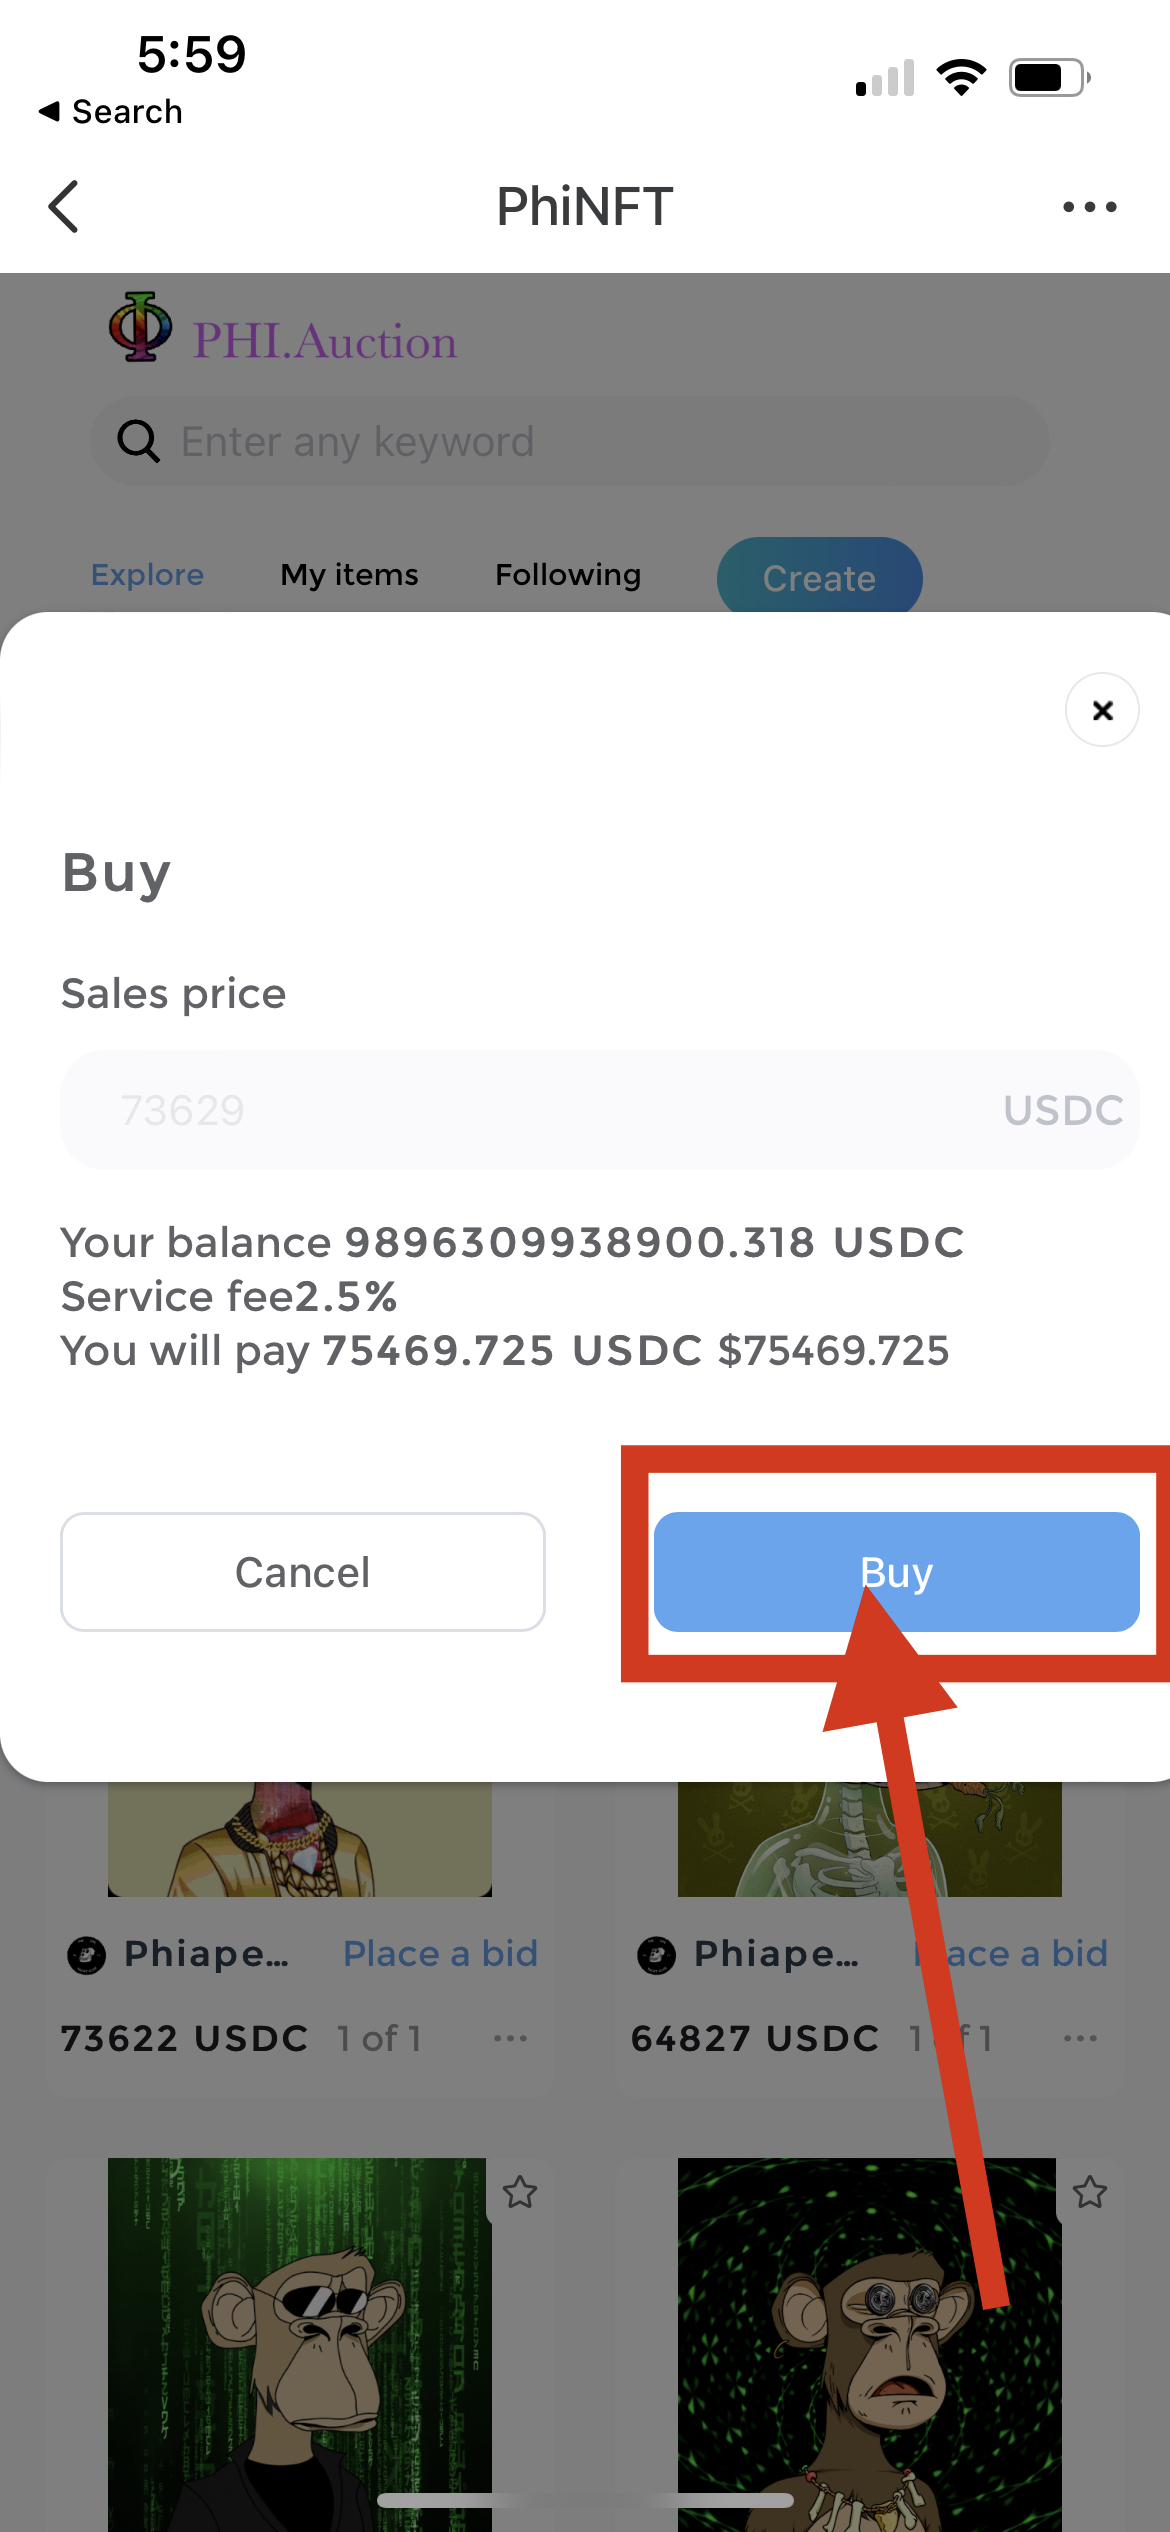 5:59
Search
PhiNFT
PHI.Auction
Enter any keyword
Explore My items Following Create
Buy
Sales price
73629 USDC
Your balance 9896309938900.318 USDC
Service fee2.5%
You will pay 75469.725 USDC $75469.725
Cancel Buy
Phiape... Place a bid
Phiape... ace a bid
73622 USDC 1 of 1
64827 USDC 1 f 1